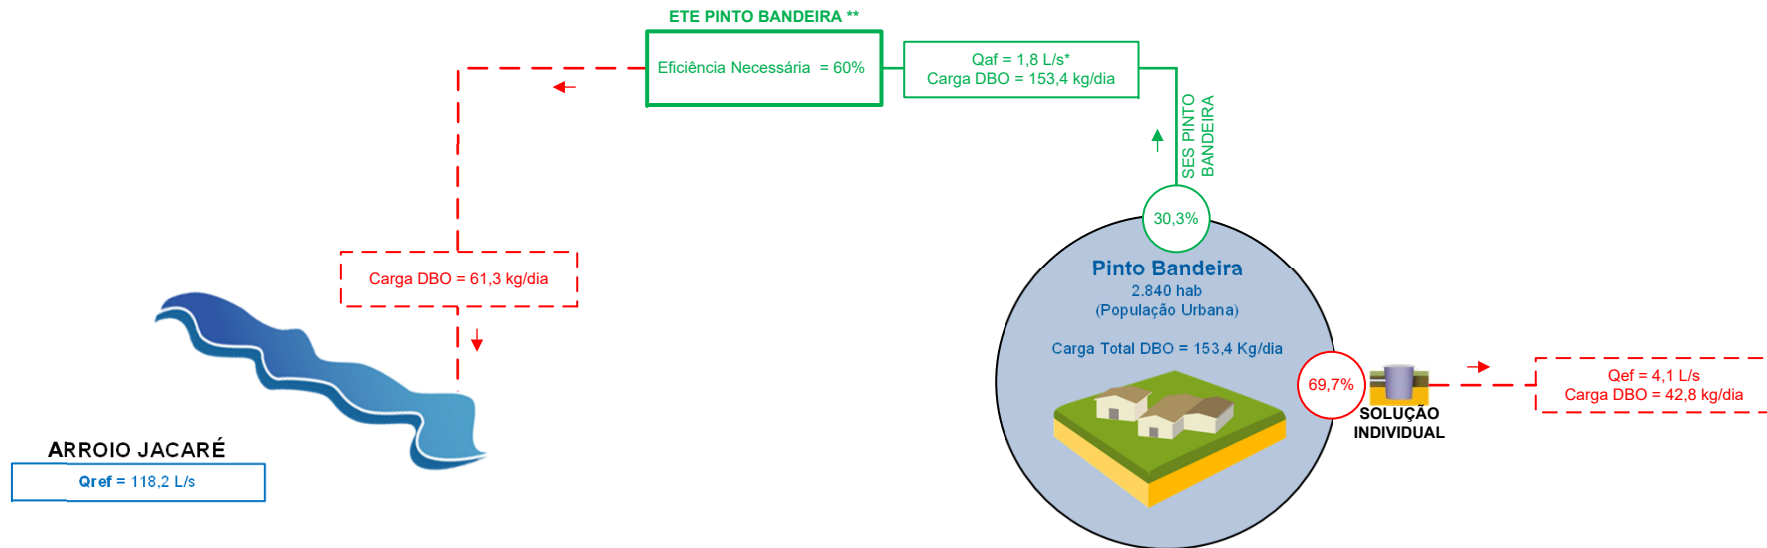 ETE PINTO BANDEIRA **
Eficiência Necessária = 60%
Qaf = 1,8 L/s*
Carga DBO = 153,4 kg/dia
SES PINTO
BANDEIRA
30,3%
Carga DBO = 61,3 kg/dia
Pinto Bandeira
2.840 hab
(População Urbana)
Carga Total DBO = 153,4 Kg/dia
69,7%
SOLUÇÃO
INDIVIDUAL
Qef = 4,1 L/s
Carga DBO = 42,8 kg/dia
ARROIO JACARÉ
Qref = 118,2 L/s